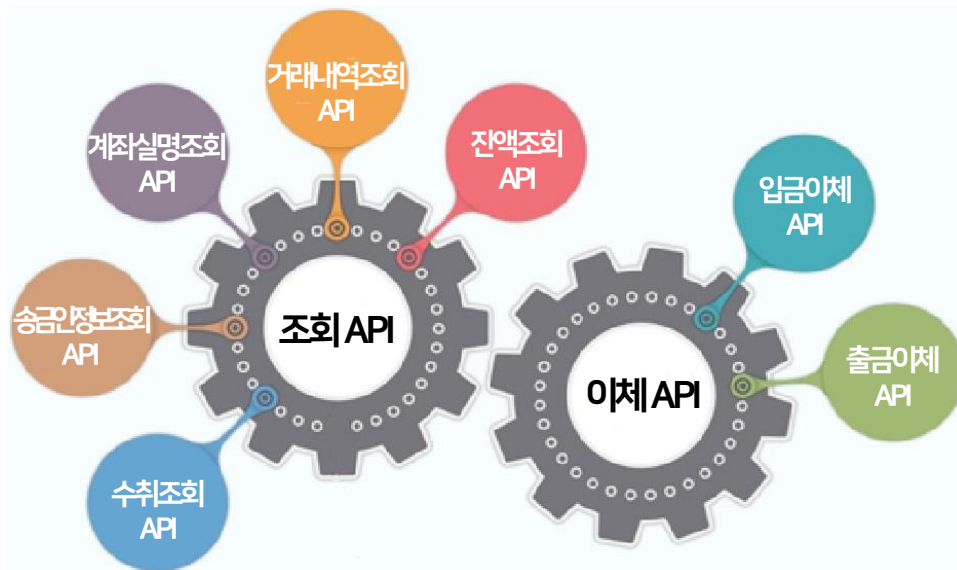 거래내역조회
API
계좌실명조회
API
잔액조회
API
송금인정보조회
API
수취조회
API
조회 API
입금이체
API
출금이체
API
이체 API